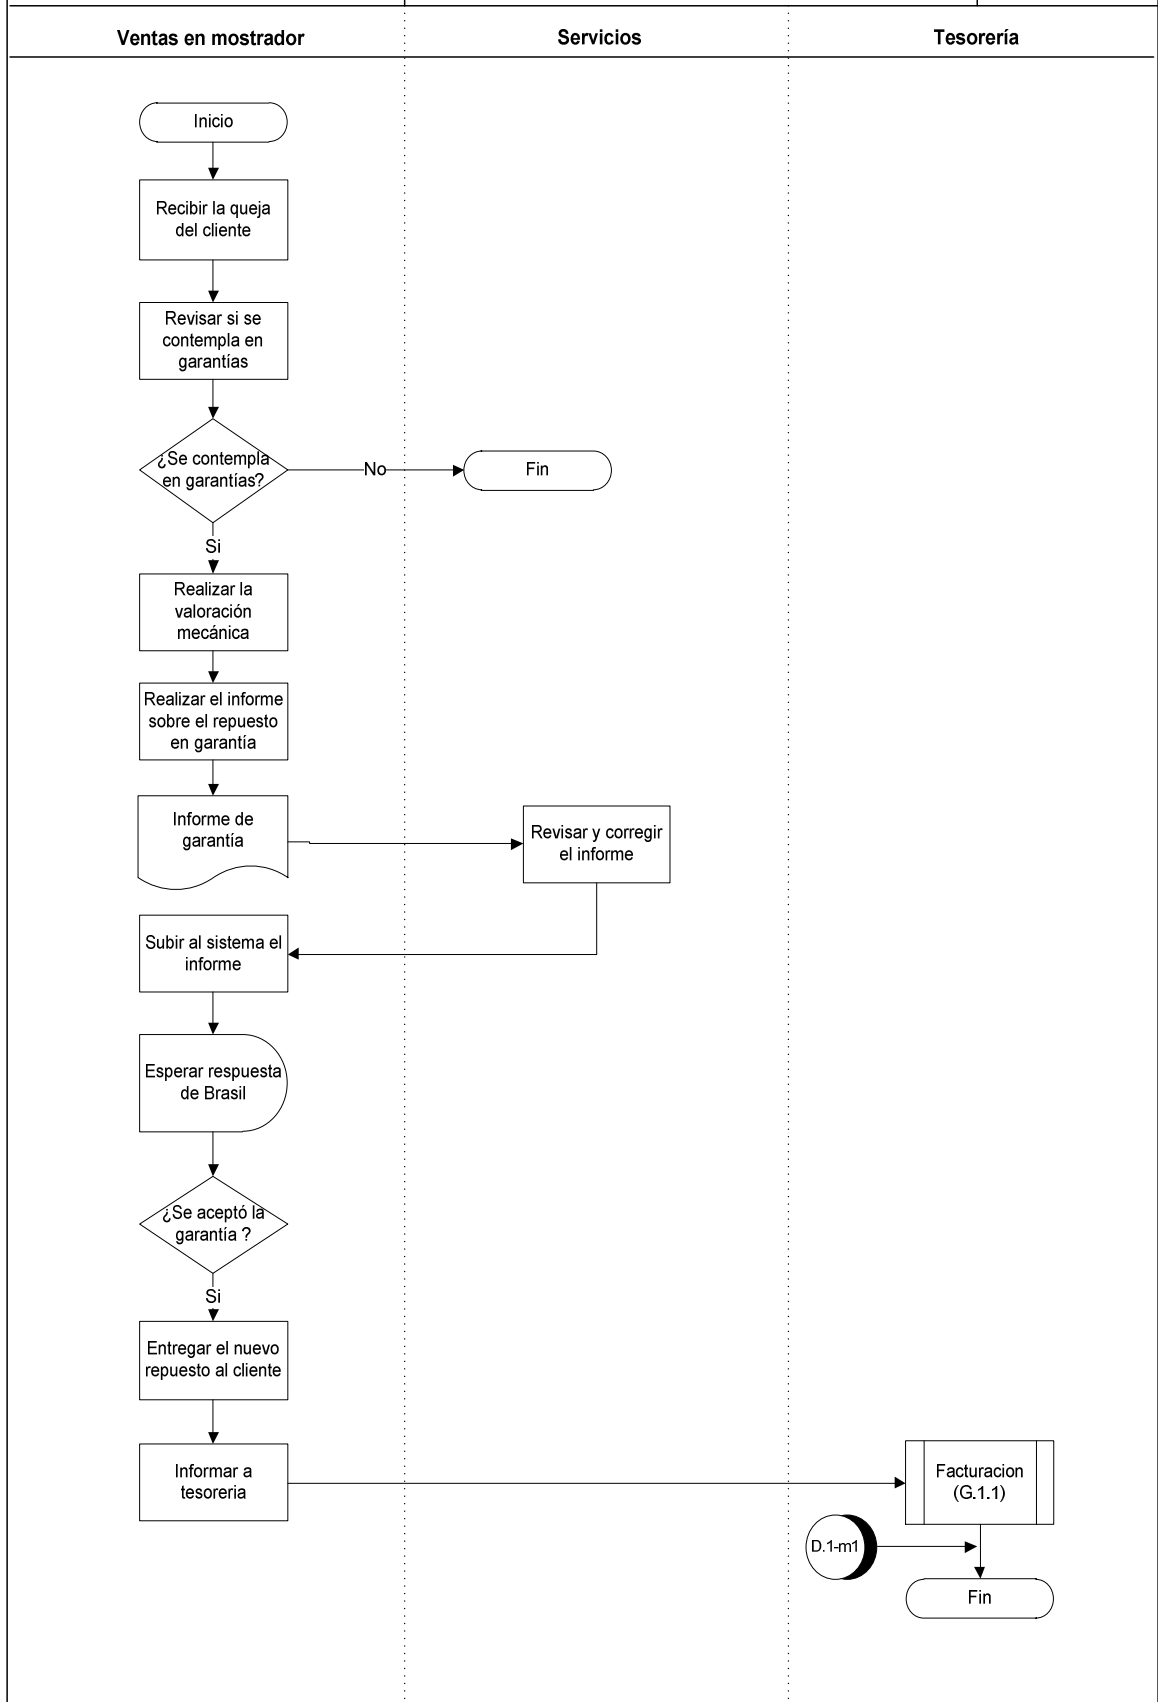 Ventas en mostrador
Servicios
Tesorería
Inicio
Recibir la queja
del cliente
Revisar si se
contempla en
garantías
¿Se contempla
en garantías?
No
Fin
Si
Realizar la
valoración
mecánica
Realizar el informe
sobre el repuesto
en garantía
Informe de
garantía
Revisar y corregir
el informe
Subir al sistema el
informe
Esperar respuesta
de Brasil
¿Se aceptó la
garantía ?
Si
Entregar el nuevo
repuesto al cliente
Informar a
tesoreria
Facturacion
(G.1.1)
D.1-m1
Fin